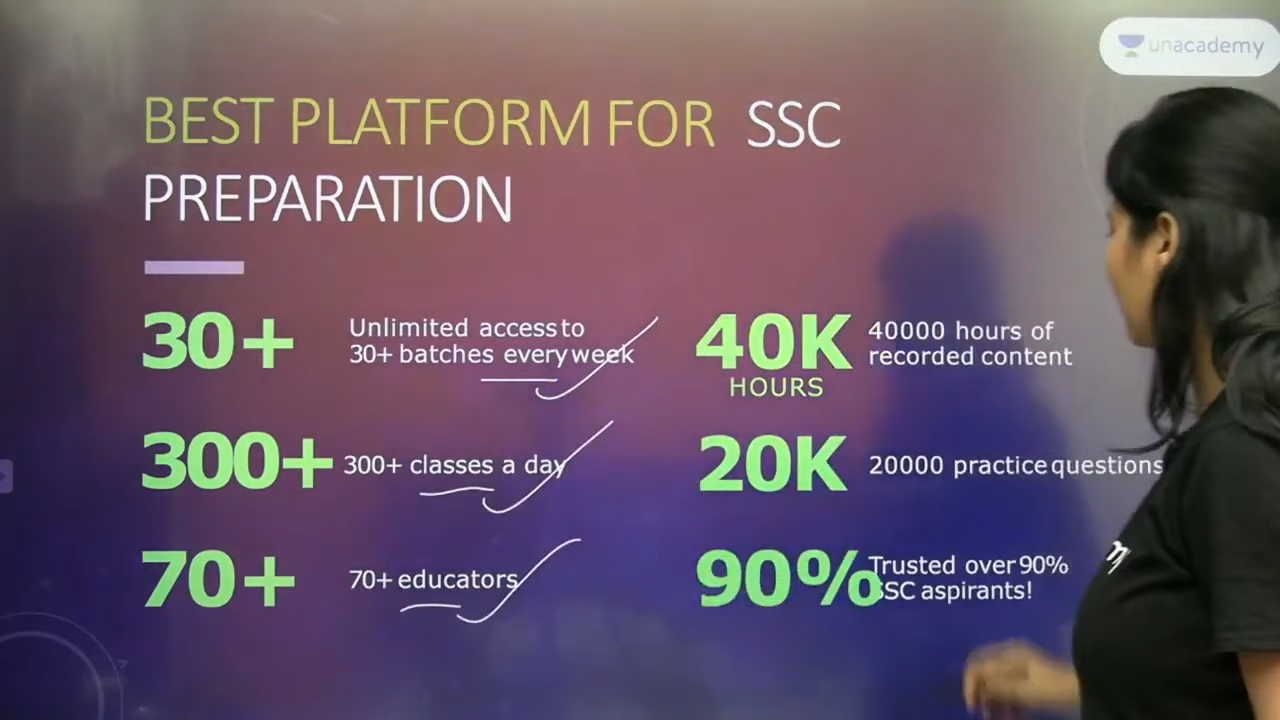 unacademy
BEST PLATFORM FOR SSC
PREPARATION
30+
Unlimited access to
30+ batches every week
40K
HOURS
40000 hours of
recorded content
300+
300+ classes a day
20K
20000 practice questions
70+
70+ educators
90%
Trusted over 90%
SSC aspirants!